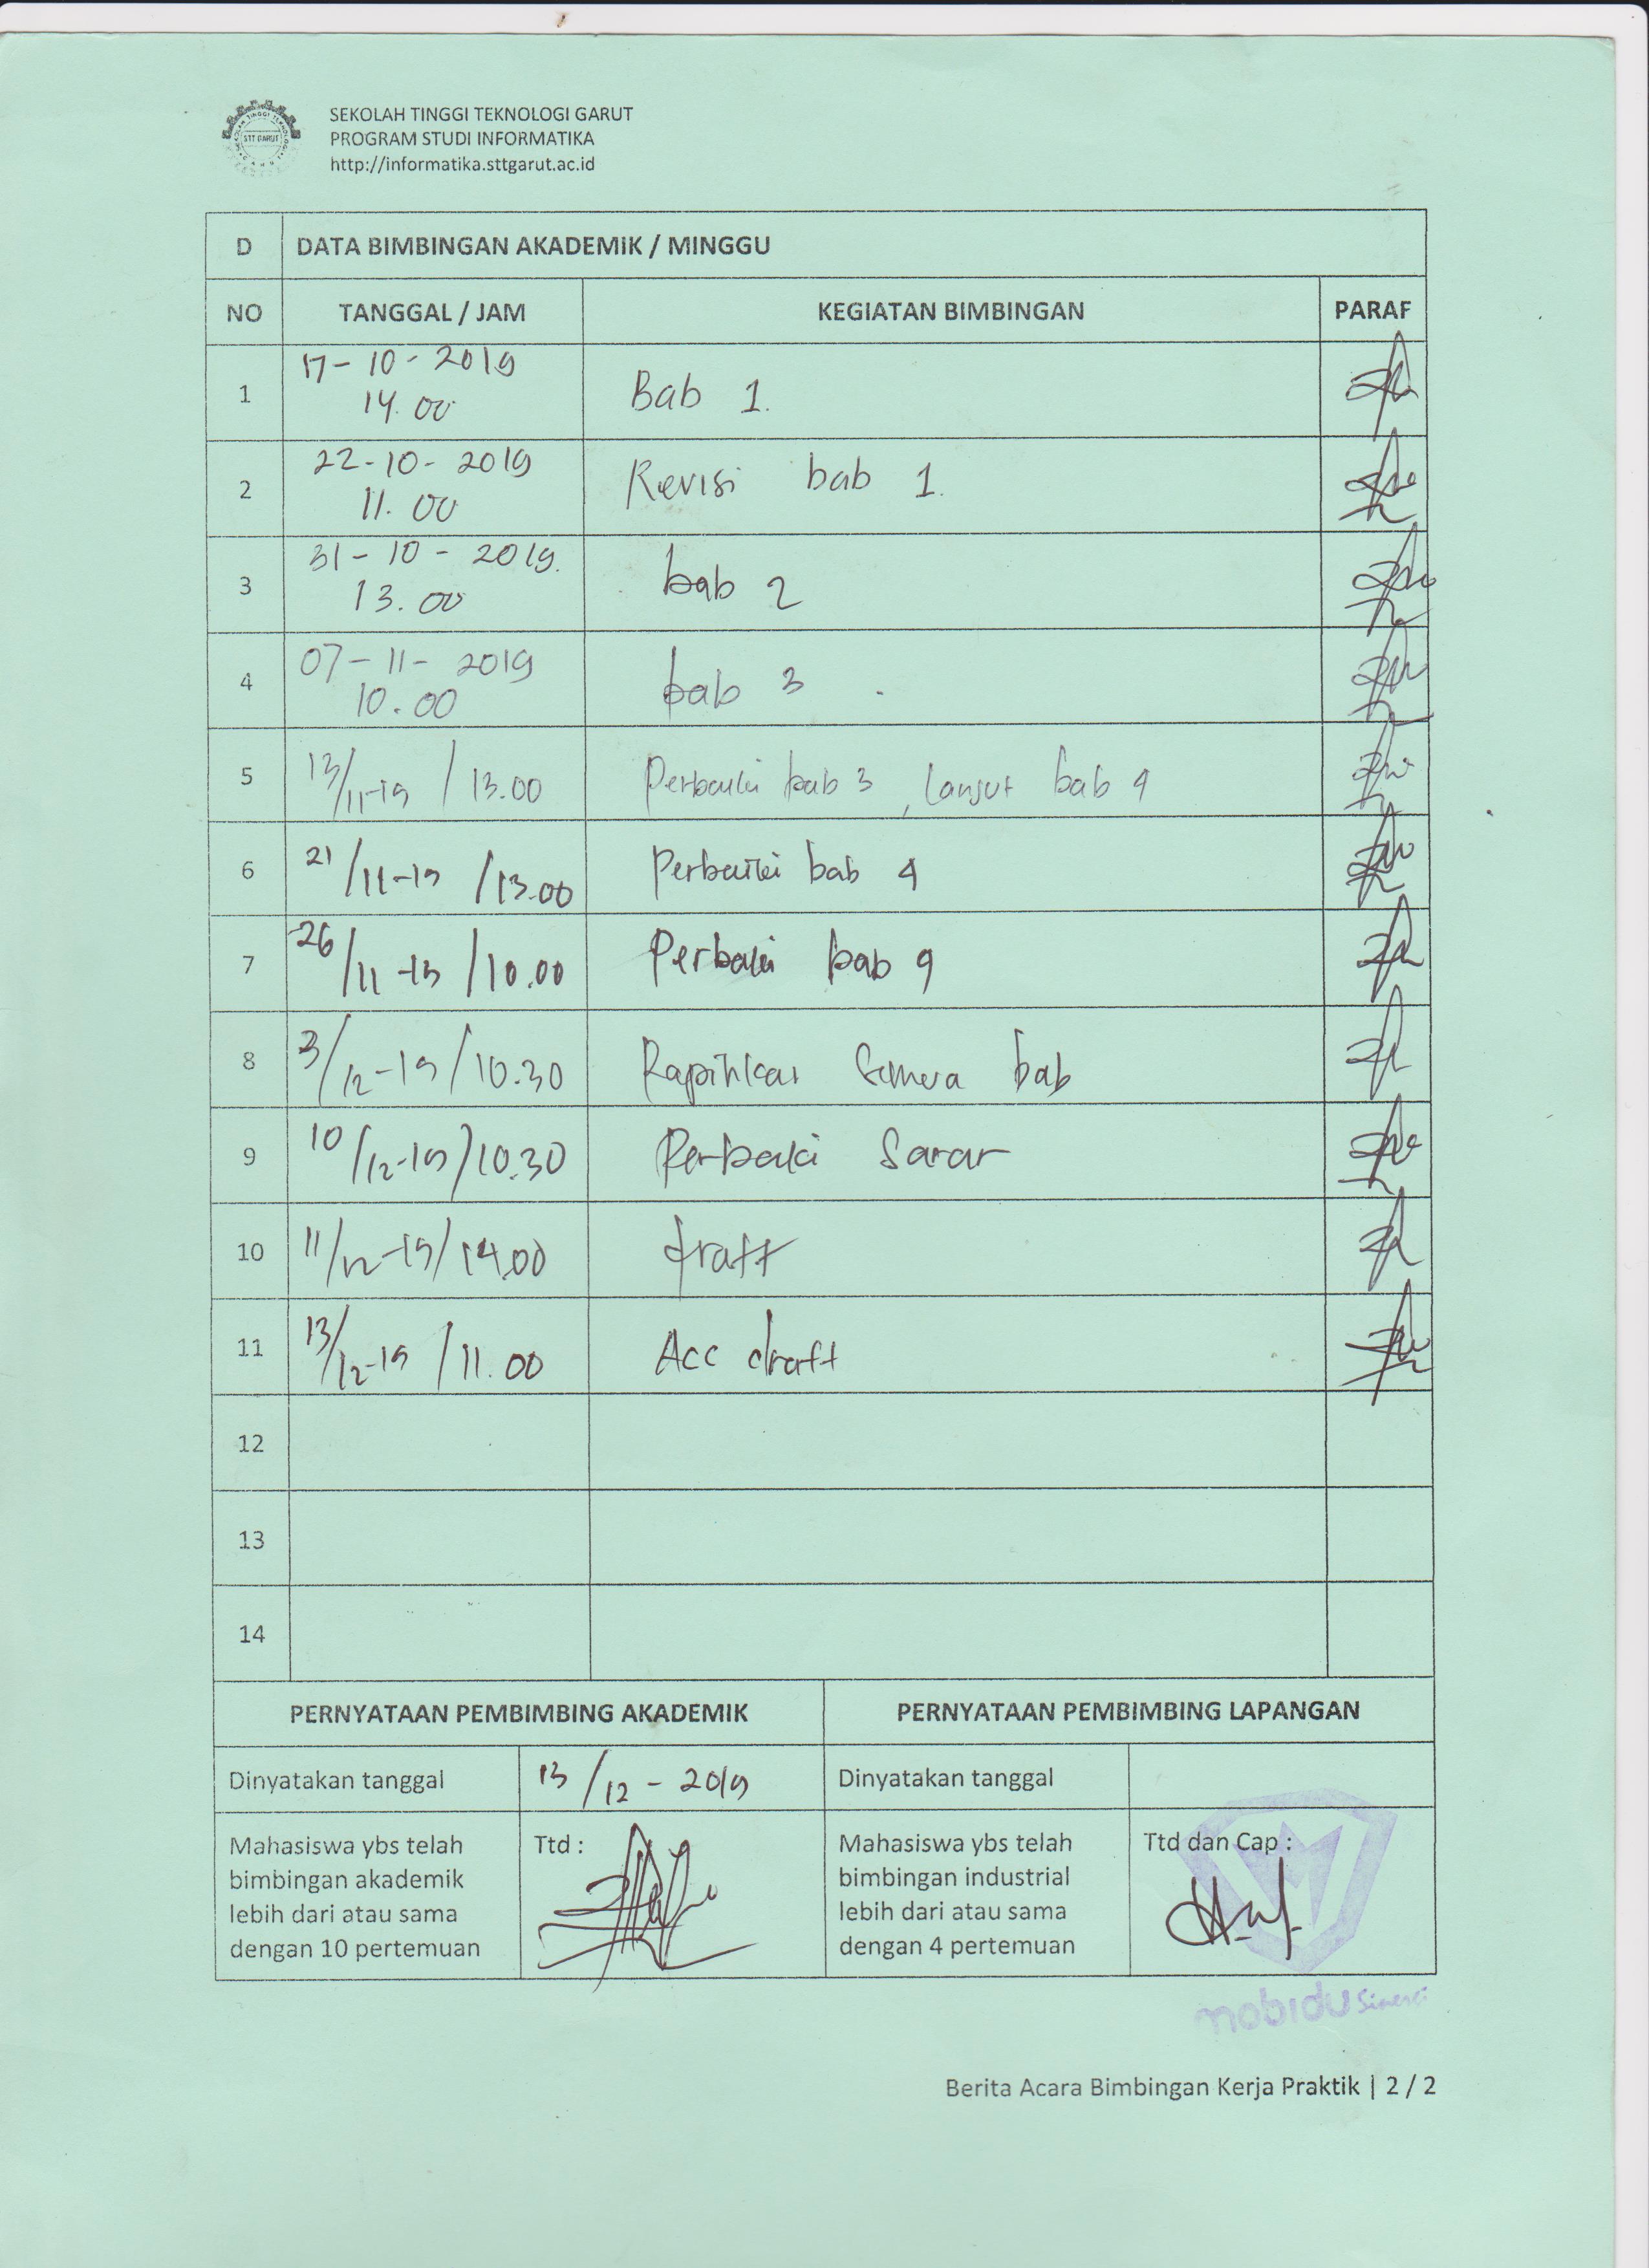 STT GARUT
SEKOLAH TINGGI TEKNOLOGI GARUT
PROGRAM STUDI INFORMATIKA
http://informatika.sttgarut.ac.id
D DATA BIMBINGAN AKADEMIK / MINGGU
NO TANGGAL / JAM KEGIATAN BIMBINGAN PARAF
17-10-2019
1 14.00 Bab 1.
22-10-2019
2 11.00 Revisi bab 1.
31-10-2019.
3 13.00 bab 2
07-11-2019
4 10.00 bab 3
5 13/11-19 / 13.00 Perbaiki bab 3, lanjut bab 4
6 21/11-19 / 13.00 Perbaiki bab 4
7 26/11-19 / 10.00 Perbaki bab 4
8 3/12-19 / 10.30 Rapihkan Semua bab
9 10/12-19 / 10.30 Perbaki Saran
10 11/12-19 / 14.00 draft
11 13/12-19 / 11.00 Acc draft
12
13
14
PERNYATAAN PEMBIMBING AKADEMIK PERNYATAAN PEMBIMBING LAPANGAN
Dinyatakan tanggal 13/12-2019 Dinyatakan tanggal
Mahasiswa ybs telah Ttd : Mahasiswa ybs telah Ttd dan Cap :
bimbingan akademik bimbingan industrial
lebih dari atau sama lebih dari atau sama
dengan 10 pertemuan dengan 4 pertemuan
mobidu Sinergi
Berita Acara Bimbingan Kerja Praktik | 2 / 2